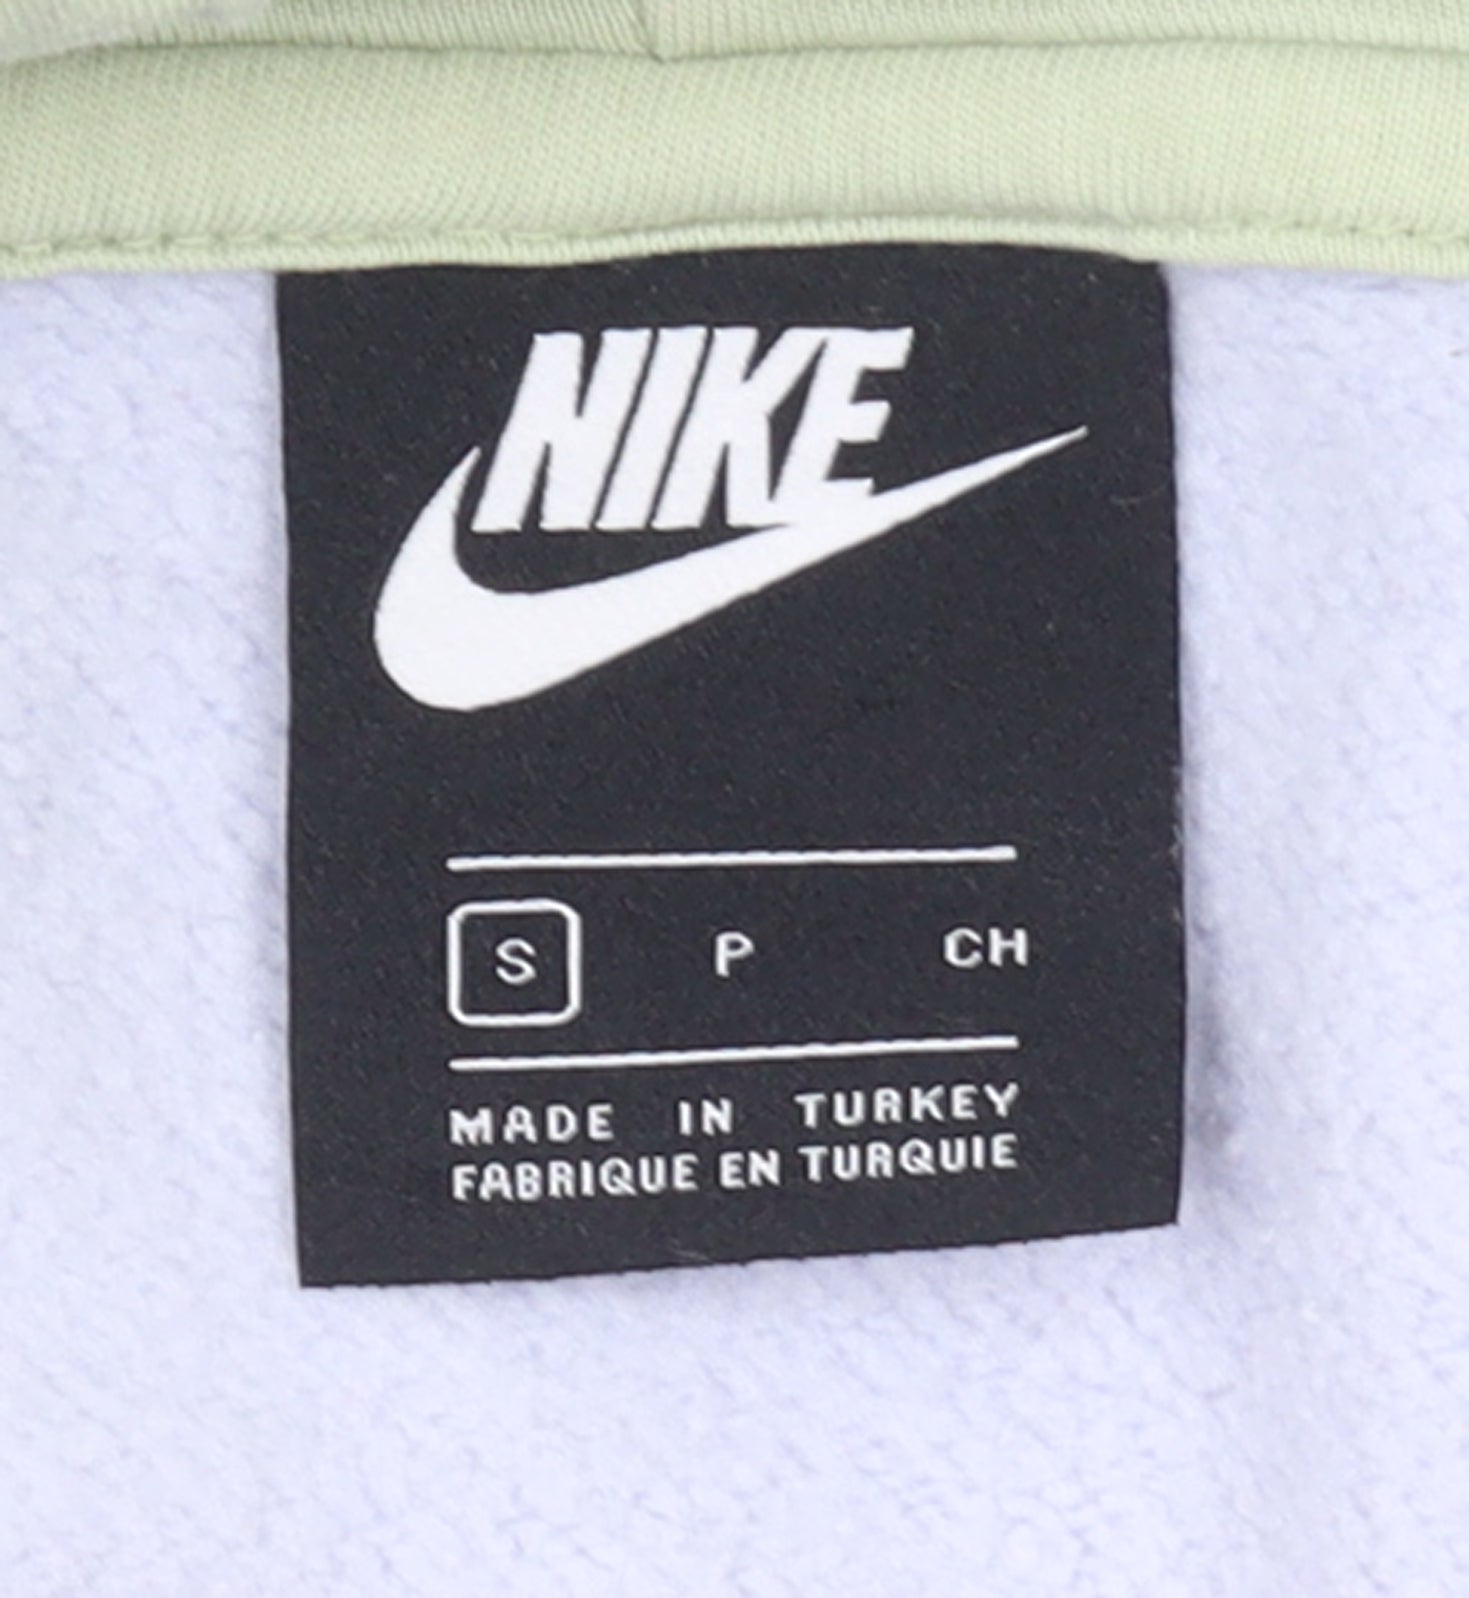 NIKE
S P CH
MADE IN TURKEY
FABRIQUE EN TURQUIE